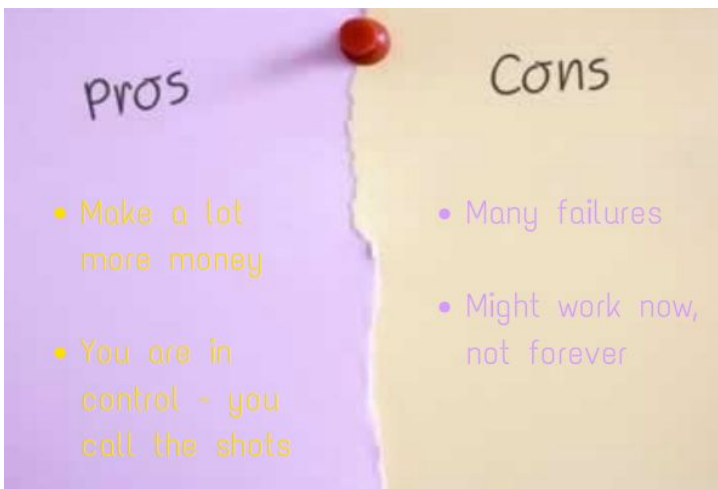 Pros
• Make a lot
more money
• You are in
control - you
call the shots
Cons
• Many failures
• Might work now,
not forever